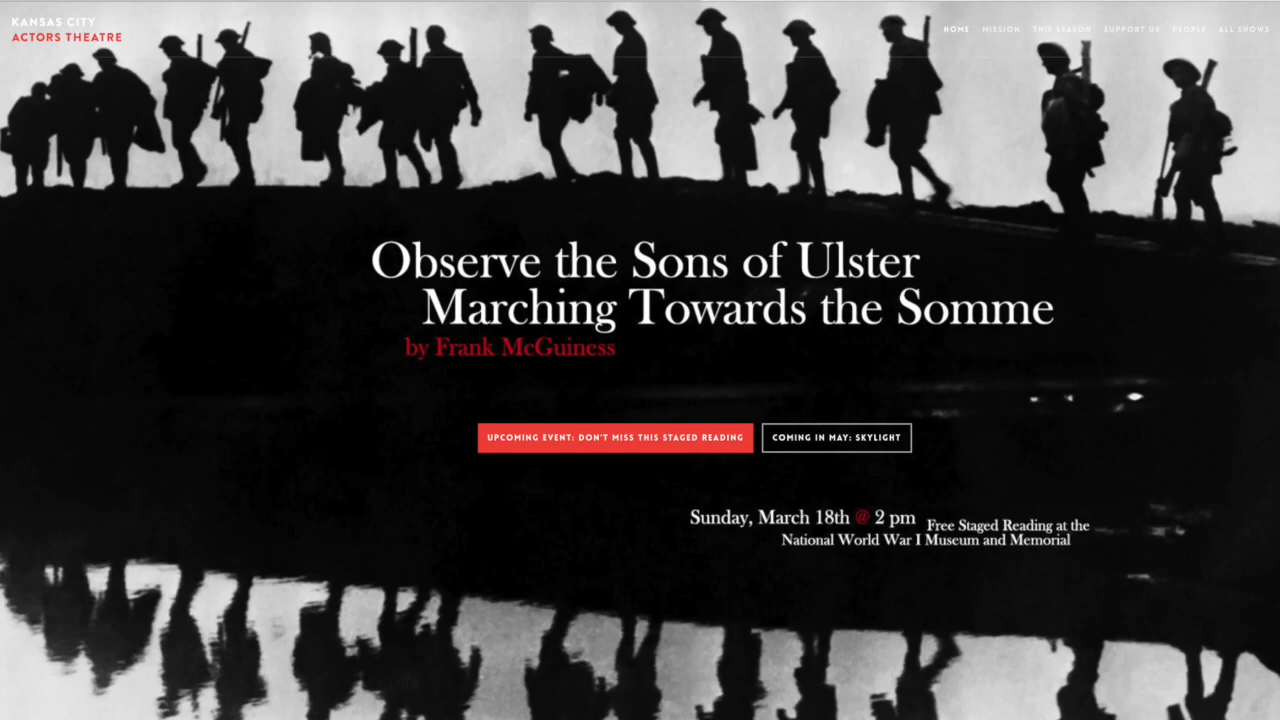 KANSAS CITY
ACTORS THEATRE
HOME MISSION THIS SEASON SUPPORT US PEOPLE ALL SHOWS
Observe the Sons of Ulster
Marching Towards the Somme
by Frank McGuiness
UPCOMING EVENT: DON'T MISS THIS STAGED READING
COMING IN MAY: SKYLIGHT
Sunday, March 18th @ 2 pm
Free Staged Reading at the
National World War I Museum and Memorial